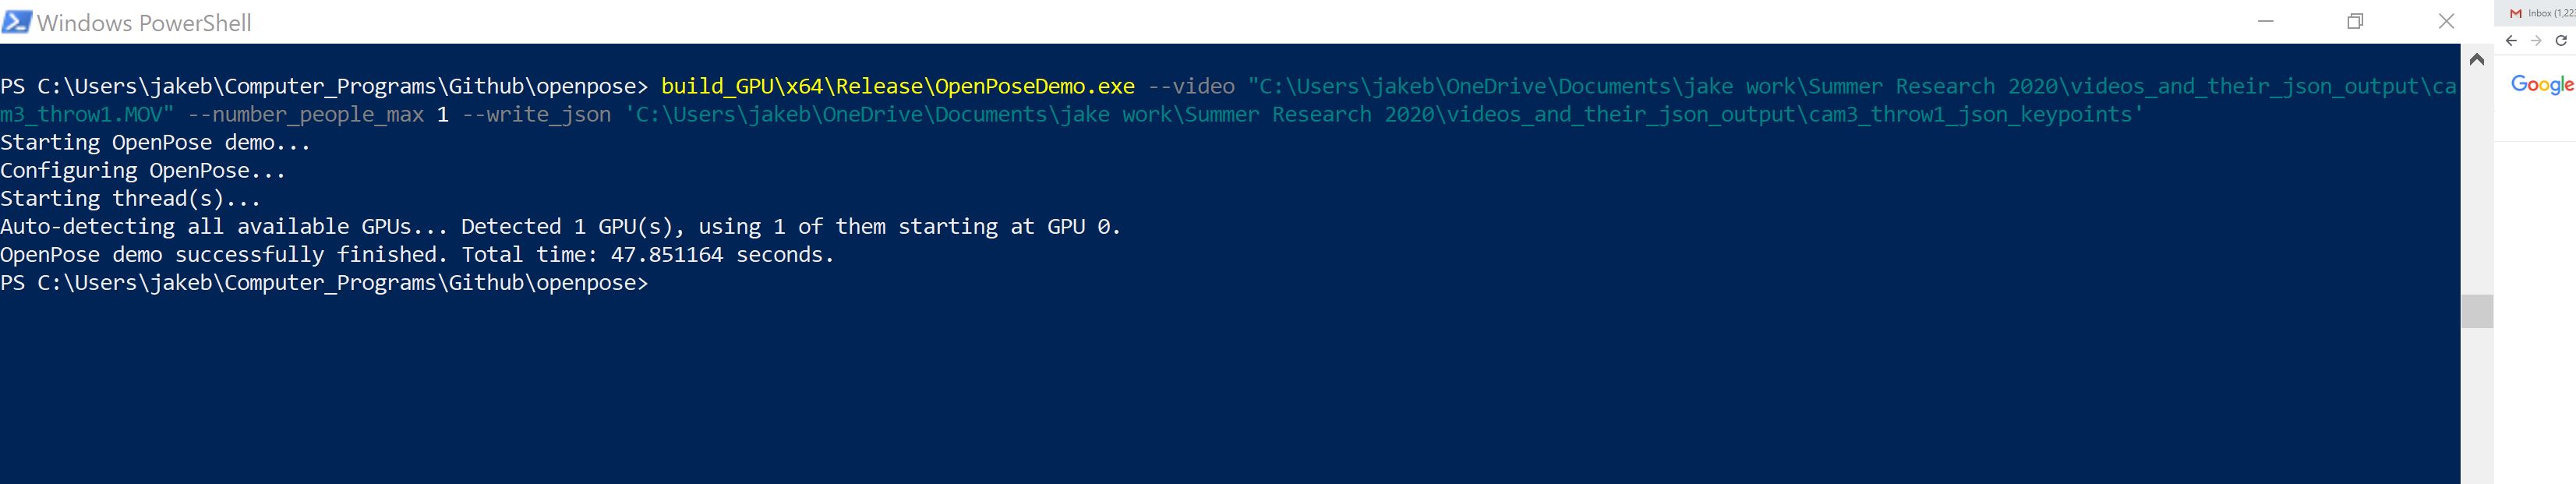 Windows PowerShell
Inbox (1,223
PS C:\Users\jakeb\Computer_Programs\Github\openpose> build_GPU\x64\Release\OpenPoseDemo.exe --video "C:\Users\jakeb\OneDrive\Documents\jake work\Summer Research 2020\videos_and_their_json_output\ca
m3_throw1.MOV" --number_people_max 1 --write_json 'C:\Users\jakeb\OneDrive\Documents\jake work\Summer Research 2020\videos_and_their_json_output\cam3_throw1_json_keypoints'
Google
Starting OpenPose demo...
Configuring OpenPose...
Starting thread(s)...
Auto-detecting all available GPUs... Detected 1 GPU(s), using 1 of them starting at GPU 0.
OpenPose demo successfully finished. Total time: 47.851164 seconds.
PS C:\Users\jakeb\Computer_Programs\Github\openpose>